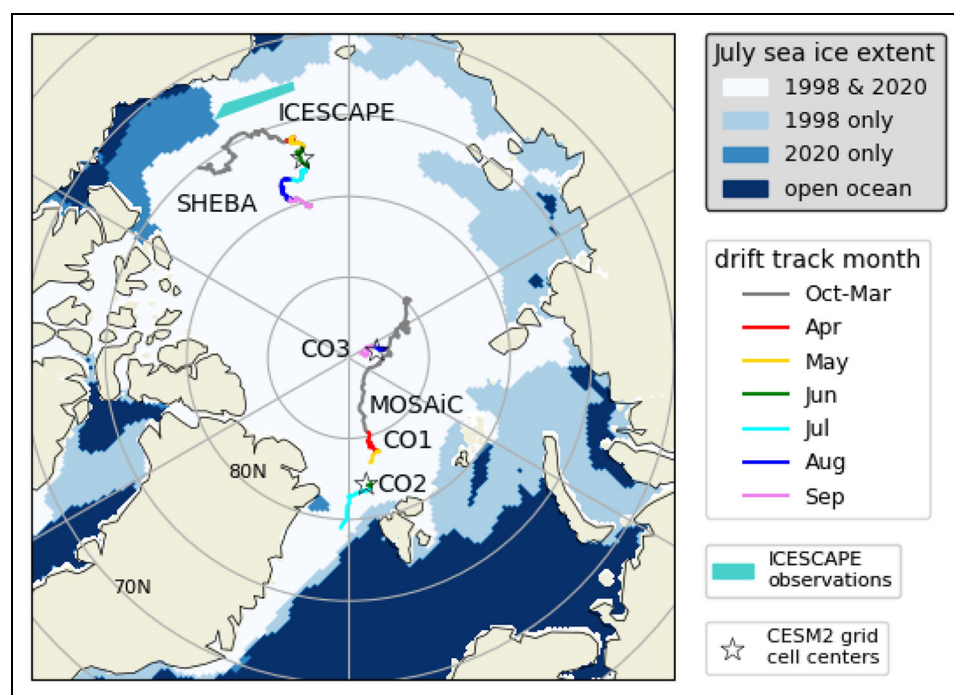 ICESCAPE
SHEBA
CO3
MOSAiC
CO1
CO2
80N
70N
July sea ice extent
1998 & 2020
1998 only
2020 only
open ocean
drift track month
Oct-Mar
Apr
May
Jun
Jul
Aug
Sep
ICESCAPE
observations
CESM2 grid
cell centers